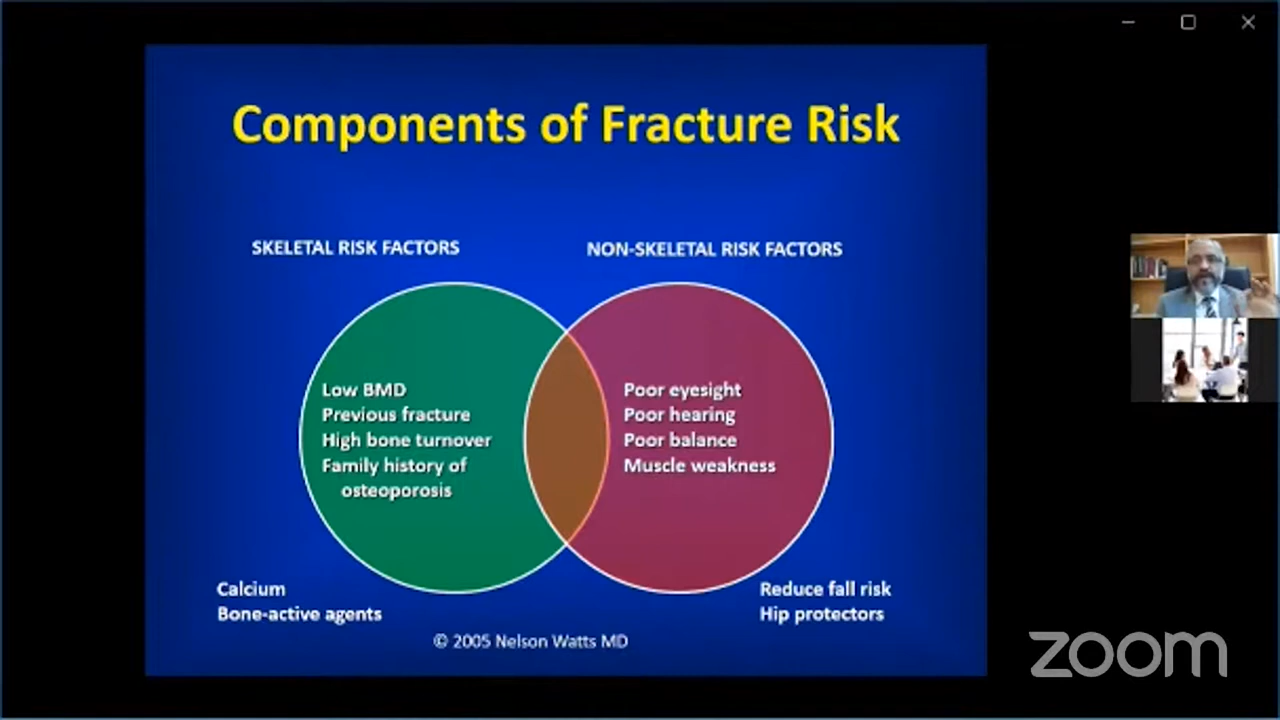 Components of Fracture Risk
SKELETAL RISK FACTORS
NON-SKELETAL RISK FACTORS
Low BMD
Previous fracture
High bone turnover
Family history of
osteoporosis
Poor eyesight
Poor hearing
Poor balance
Muscle weakness
Calcium
Bone-active agents
Reduce fall risk
Hip protectors
© 2005 Nelson Watts MD
zoom